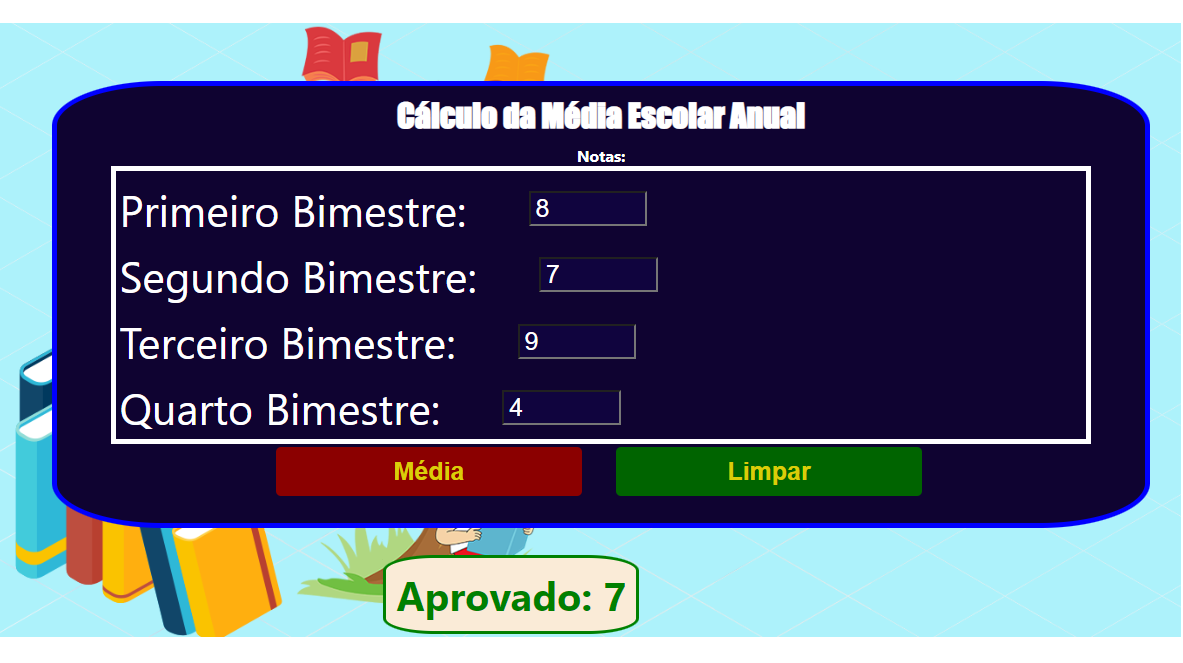 Cálculo da Média Escolar Anual
Notas:
Primeiro Bimestre: 8
Segundo Bimestre: 7
Terceiro Bimestre: 9
Quarto Bimestre: 4
Média Limpar
Aprovado: 7